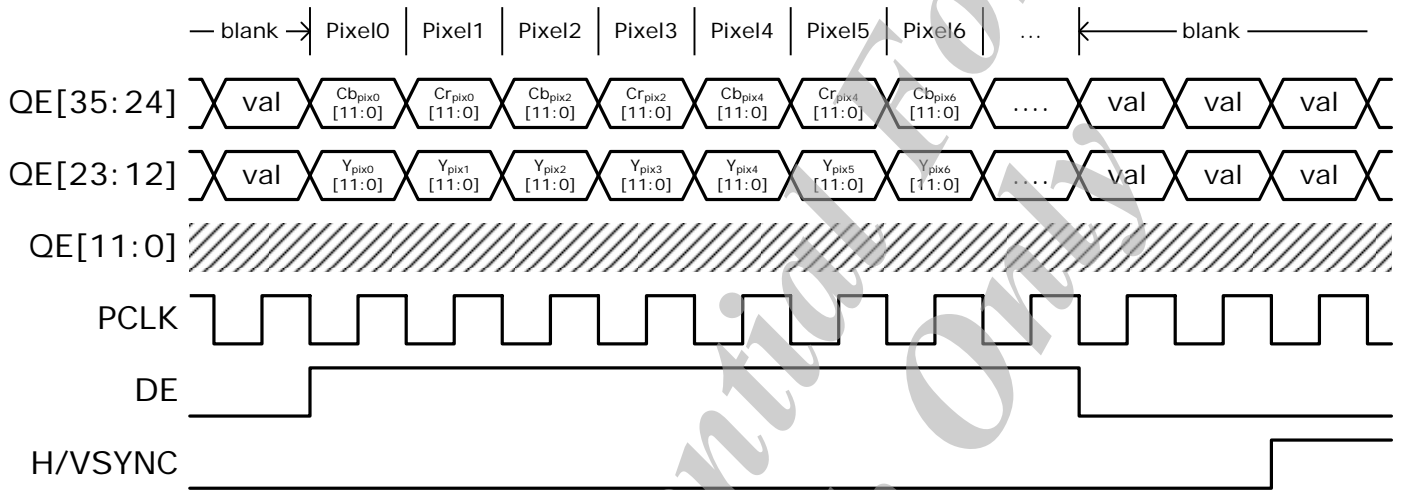 blank Pixel0 Pixel1 Pixel2 Pixel3 Pixel4 Pixel5 Pixel6 ... blank
QE[35:24] val Cbpix0 [11:0] Crpix0 [11:0] Cbpix2 [11:0] Crpix2 [11:0] Cbpix4 [11:0] Crpix4 [11:0] Cbpix6 [11:0] .... val val val
QE[23:12] val Ypix0 [11:0] Ypix1 [11:0] Ypix2 [11:0] Ypix3 [11:0] Ypix4 [11:0] Ypix5 [11:0] Ypix6 [11:0] .... val val val
QE[11:0]
PCLK
DE
H/VSYNC
Only